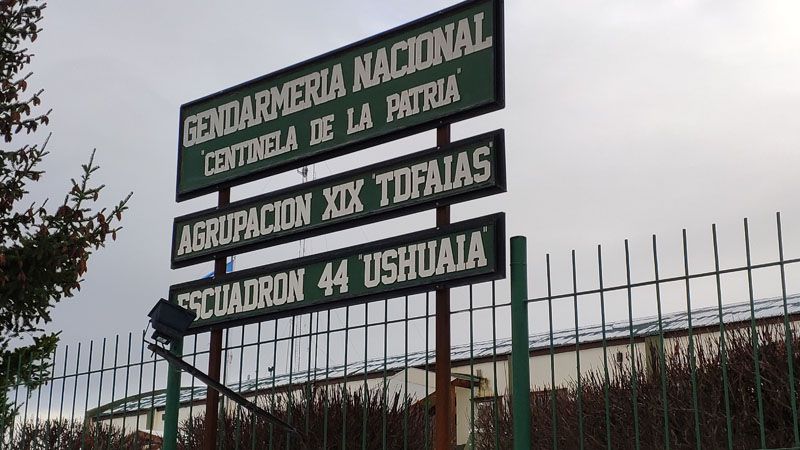 GENDARMERIA NACIONAL
"CENTINELA DE LA PATRIA"
AGRUPACION XIX "TDFAIAS"
ESCUADRON 44 "USHUAIA"